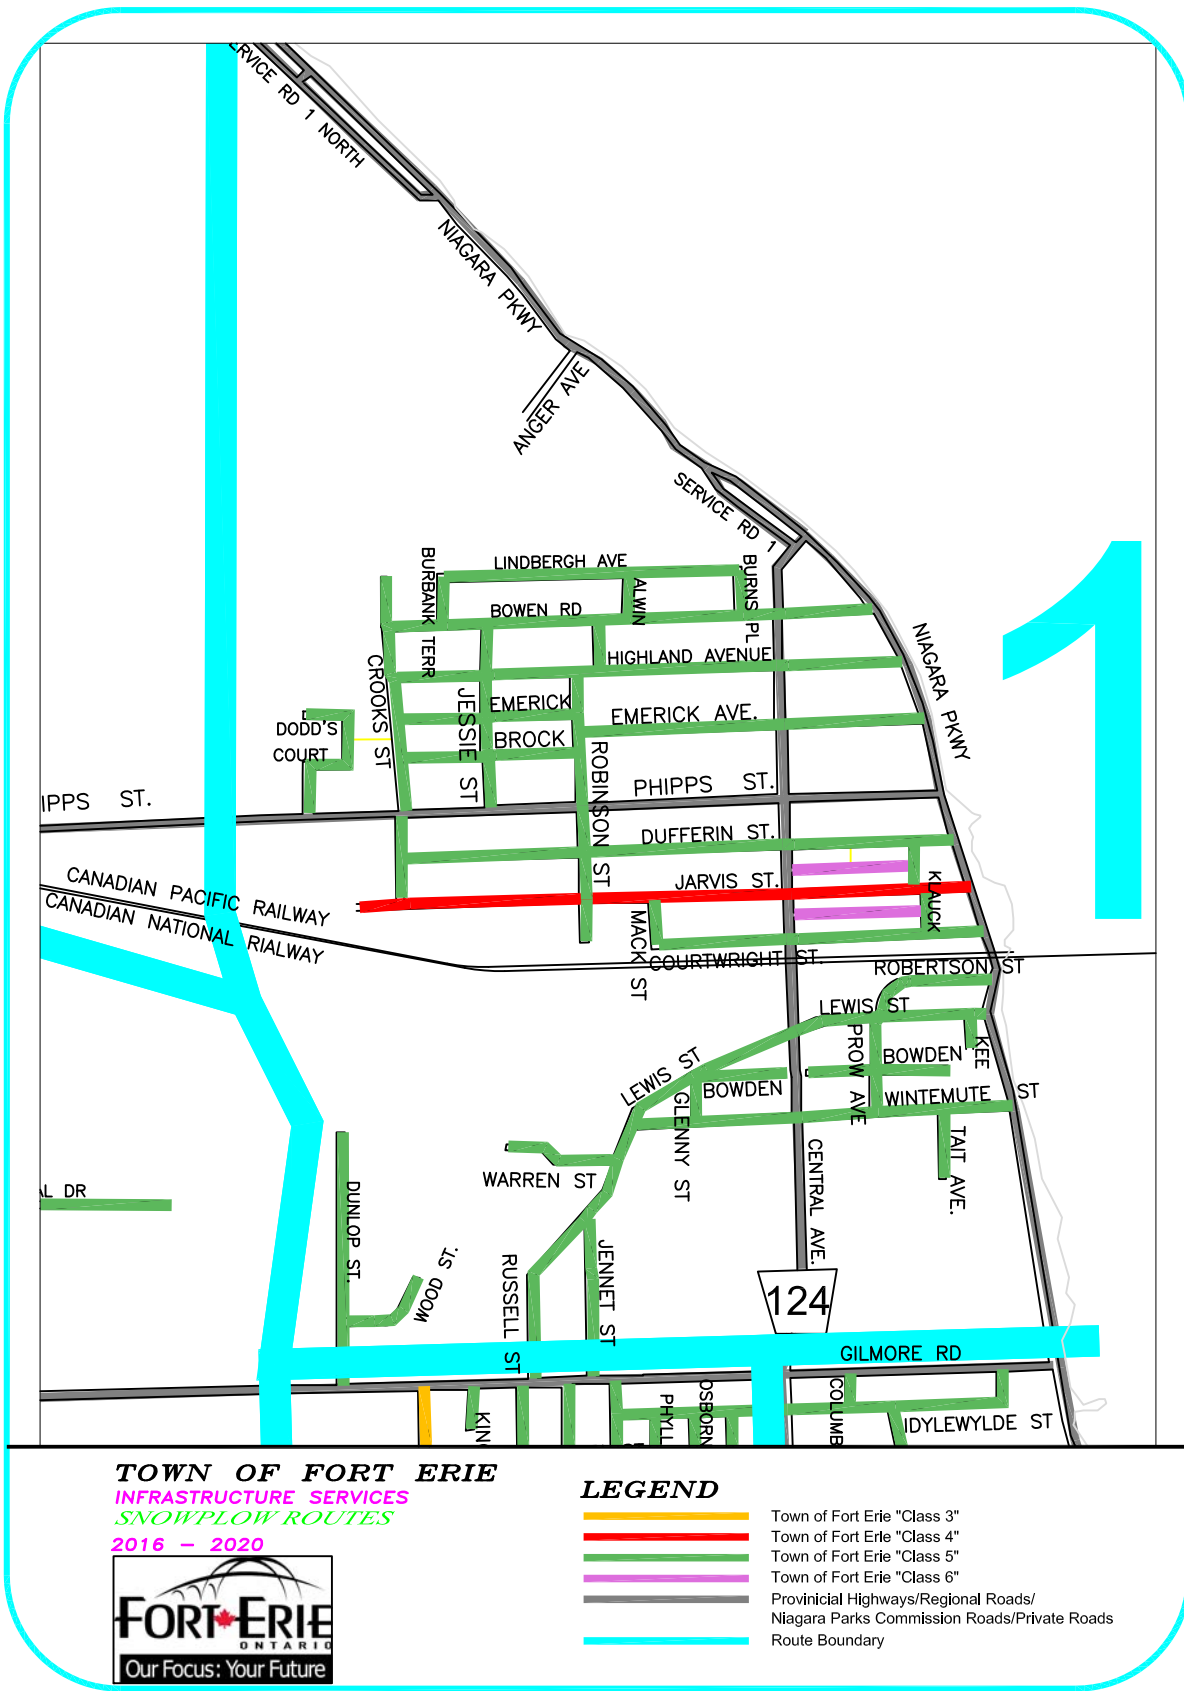 ERVICE RD 1 NORTH
NIAGARA PKWY
ANGER AVE
SERVICE RD 1
LINDBERGH AVE
BURBANK TERR
ALWIN
BURNS PL
BOWEN RD
HIGHLAND AVENUE
NIAGARA PKWY
CROOKS ST
JESSIE ST
EMERICK
EMERICK AVE.
DODD'S
COURT
BROCK
ROBINSON ST
IPPS ST.
PHIPPS ST.
DUFFERIN ST.
JARVIS ST.
KLAUCK
CANADIAN PACIFIC RAILWAY
CANADIAN NATIONAL RIALWAY
MACK ST
COURTWRIGHT ST.
ROBERTSON ST
LEWIS ST
PROW AVE
KEE
BOWDEN
LEWIS ST
BOWDEN
GLENNY ST
WINTEMUTE ST
TAIT AVE.
CENTRAL AVE.
WARREN ST
AL DR
DUNLOP ST.
WOOD ST.
RUSSELL ST
JENNET ST
124
1
GILMORE RD
KING
PHYLL
OSBORN
COLUMB
IDYLEWYLDE ST
TOWN OF FORT ERIE
INFRASTRUCTURE SERVICES
SNOWPLOW ROUTES
2016 - 2020
FORT ERIE
ONTARIO
Our Focus: Your Future
LEGEND
Town of Fort Erie "Class 3"
Town of Fort Erie "Class 4"
Town of Fort Erie "Class 5"
Town of Fort Erie "Class 6"
Provinicial Highways/Regional Roads/
Niagara Parks Commission Roads/Private Roads
Route Boundary